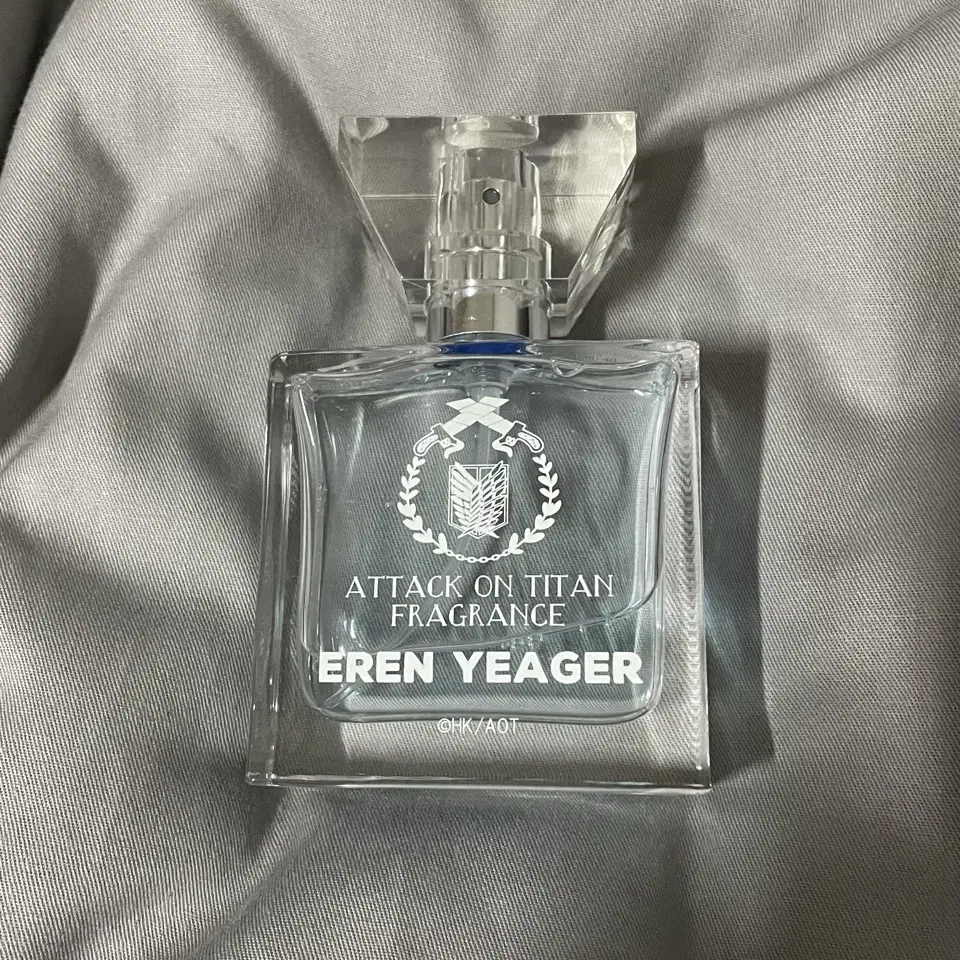 ATTACK ON TITAN
FRAGRANCE
EREN YEAGER
©HK/AOT